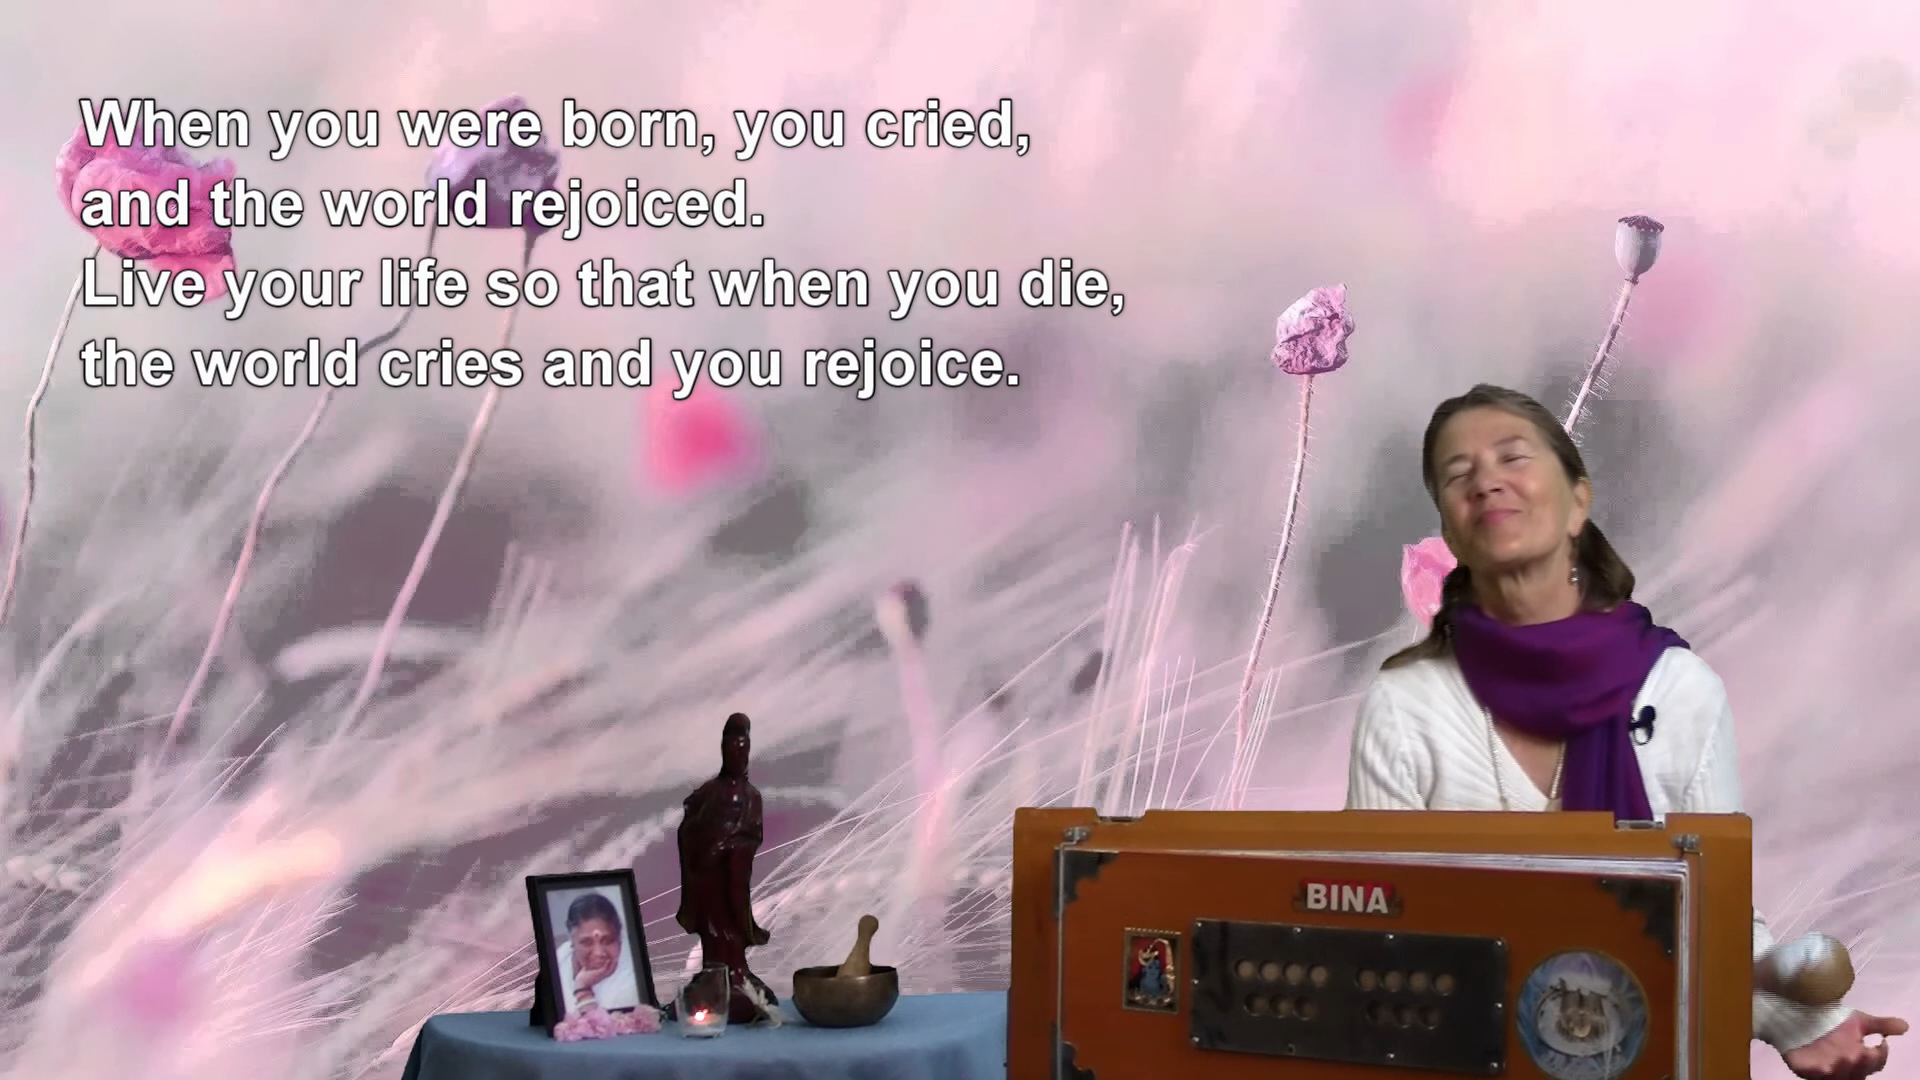 When you were born, you cried,
and the world rejoiced.
Live your life so that when you die,
the world cries and you rejoice.
BINA